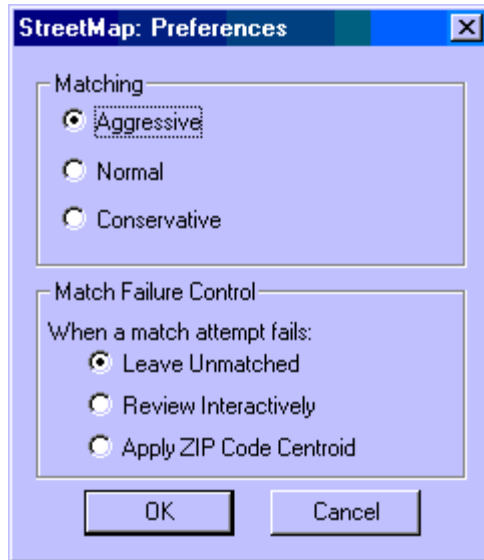 StreetMap: Preferences
Matching
Aggressive
Normal
Conservative
Match Failure Control
When a match attempt fails:
Leave Unmatched
Review Interactively
Apply ZIP Code Centroid
OK Cancel